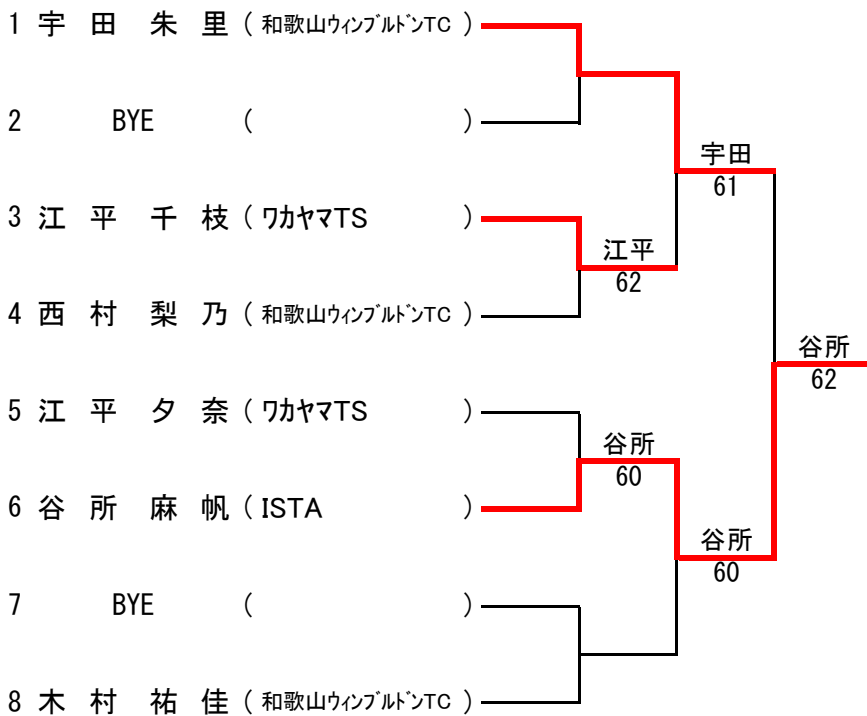 1 宇田 朱里 ( 和歌山ウィンブルドンTC )
2 BYE ( )
宇田
61
3 江平 千枝 ( ワカヤマTS )
江平
62
4 西村 梨乃 ( 和歌山ウィンブルドンTC )
谷所
62
5 江平 夕奈 ( ワカヤマTS )
谷所
60
6 谷所 麻帆 ( ISTA )
谷所
60
7 BYE ( )
8 木村 祐佳 ( 和歌山ウィンブルドンTC )